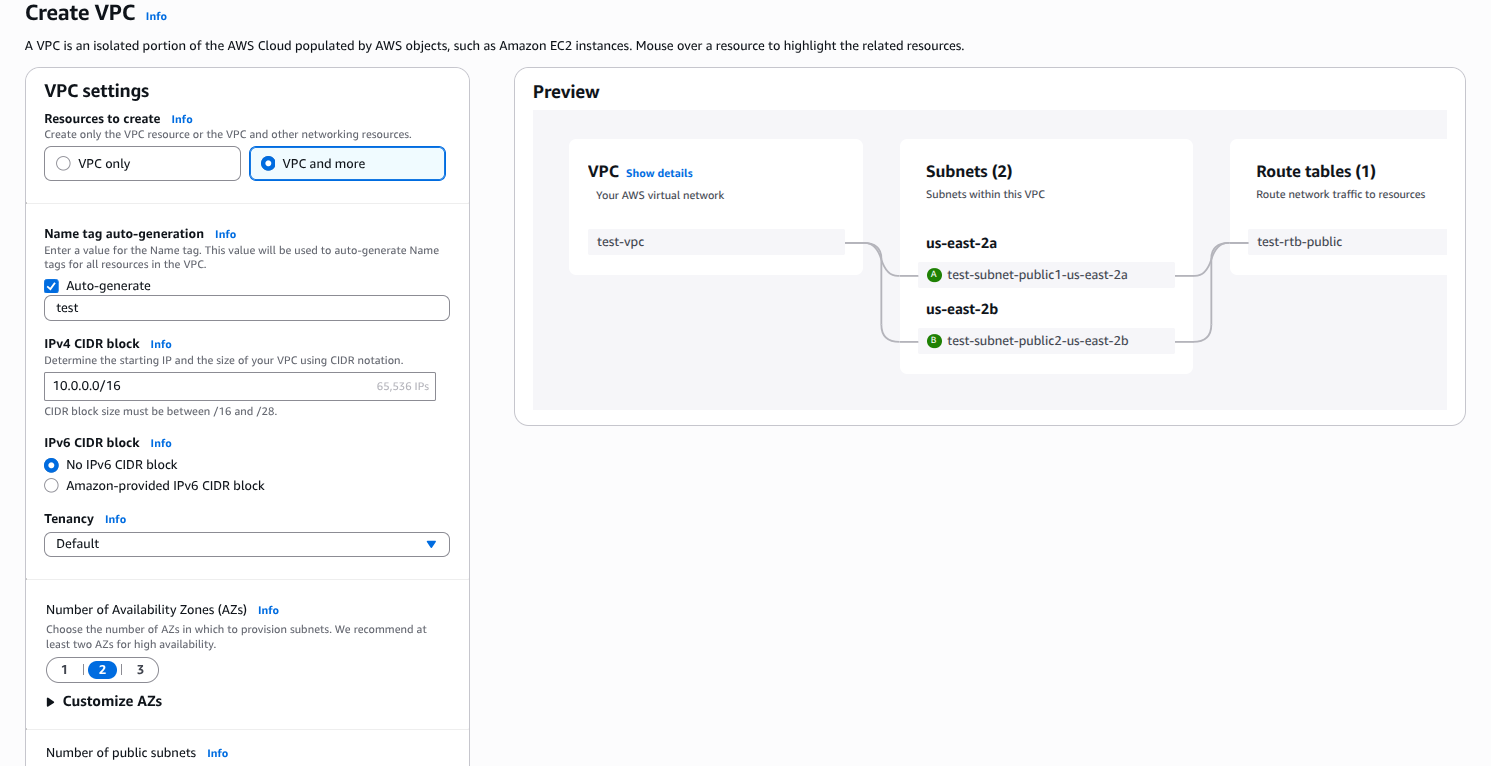 Create VPC Info
A VPC is an isolated portion of the AWS Cloud populated by AWS objects, such as Amazon EC2 instances. Mouse over a resource to highlight the related resources.
VPC settings
Resources to create Info
Create only the VPC resource or the VPC and other networking resources.
VPC only
VPC and more
Name tag auto-generation Info
Enter a value for the Name tag. This value will be used to auto-generate Name
tags for all resources in the VPC.
Auto-generate
test
IPv4 CIDR block Info
Determine the starting IP and the size of your VPC using CIDR notation.
10.0.0.0/16 65,536 IPs
CIDR block size must be between /16 and /28.
IPv6 CIDR block Info
No IPv6 CIDR block
Amazon-provided IPv6 CIDR block
Tenancy Info
Default
Number of Availability Zones (AZs) Info
Choose the number of AZs in which to provision subnets. We recommend at
least two AZs for high availability.
1 2 3
Customize AZs
Number of public subnets Info
Preview
VPC Show details
Your AWS virtual network
test-vpc
Subnets (2)
Subnets within this VPC
us-east-2a
A test-subnet-public1-us-east-2a
us-east-2b
B test-subnet-public2-us-east-2b
Route tables (1)
Route network traffic to resources
test-rtb-public